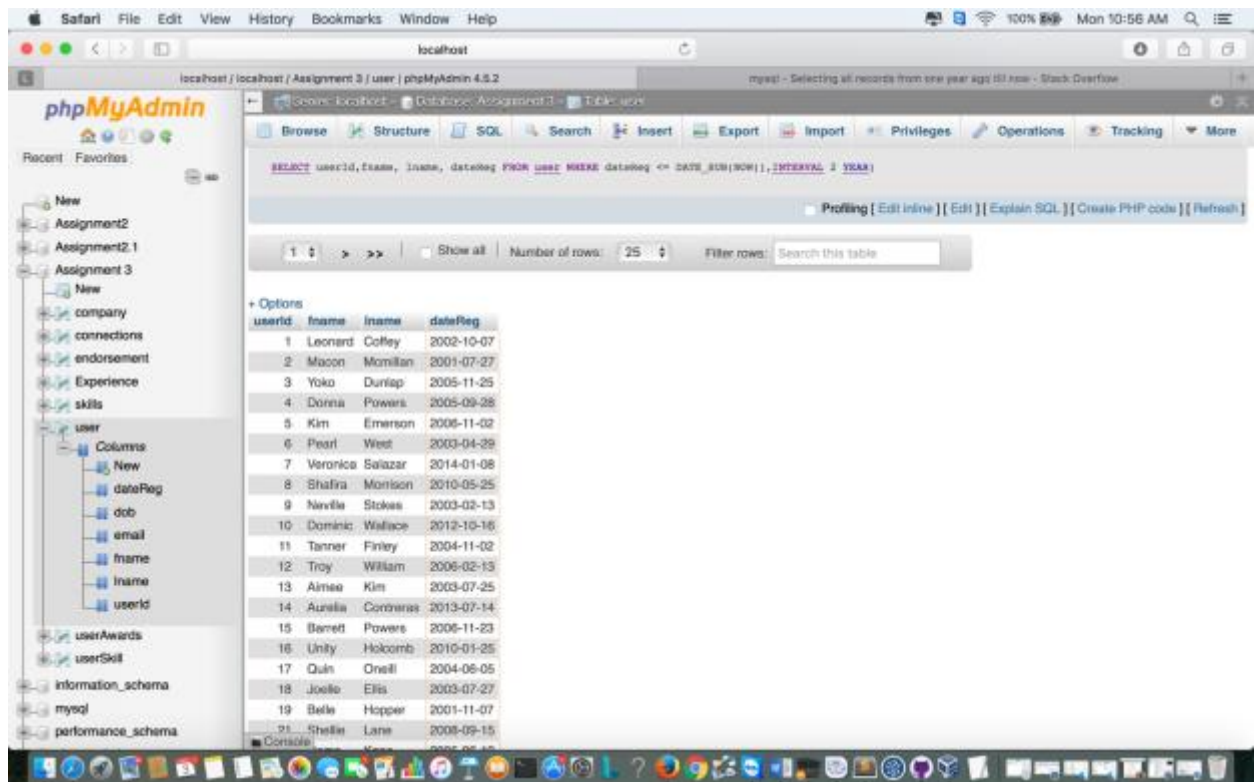 Safari File Edit View History Bookmarks Window Help 100% Mon 10:56 AM
localhost
localhost / localhost / Assignment 3 / user | phpMyAdmin 4.5.2
mysql - Selecting all records from one year ago till now - Stack Overflow
phpMyAdmin
Recent Favorites
New
Assignment2
Assignment2.1
Assignment 3
New
company
connections
endorsement
Experience
skills
user
Columns
New
dateReg
dob
email
fname
lname
userId
userAwards
userSkill
information_schema
mysql
performance_schema
Server: localhost » Database: Assignment 3 » Table: user
Browse Structure SQL Search Insert Export Import Privileges Operations Tracking More
SELECT userId,fname, lname, dateReg FROM user WHERE dateReg <= DATE_SUB(NOW(),INTERVAL 2 YEAR)
Profiling [ Edit inline ] [ Edit ] [ Explain SQL ] [ Create PHP code ] [ Refresh ]
1 > >> | Show all | Number of rows: 25 Filter rows: Search this table
+ Options
userId fname lname dateReg
1 Leonard Coffey 2002-10-07
2 Macon Mcmillan 2001-07-27
3 Yoko Dunlap 2005-11-25
4 Donna Powers 2005-09-28
5 Kim Emerson 2006-11-02
6 Pearl West 2003-04-29
7 Veronica Salazar 2014-01-08
8 Shafira Morrison 2010-05-25
9 Neville Stokes 2003-02-13
10 Dominic Wallace 2012-10-16
11 Tanner Finley 2004-11-02
12 Troy William 2006-02-13
13 Aimee Kim 2003-07-25
14 Aurelia Contreras 2013-07-14
15 Barrett Powers 2006-11-23
16 Unity Holcomb 2010-01-25
17 Quin Oneill 2004-06-05
18 Joelle Ellis 2003-07-27
19 Belle Hopper 2001-11-07
21 Shellie Lane 2008-09-15
Console